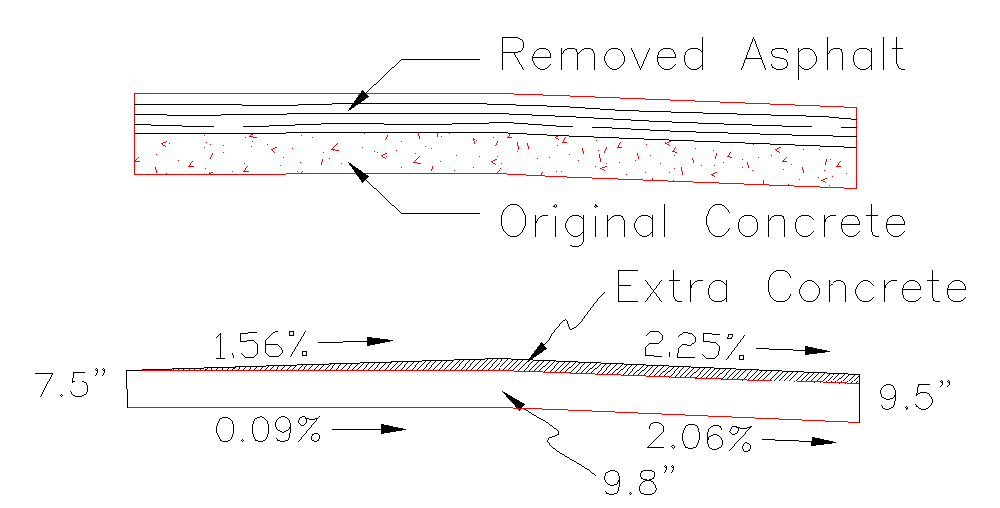 Removed Asphalt
Original Concrete
Extra Concrete
1.56%
2.25%
7.5”
9.5”
0.09%
2.06%
9.8”